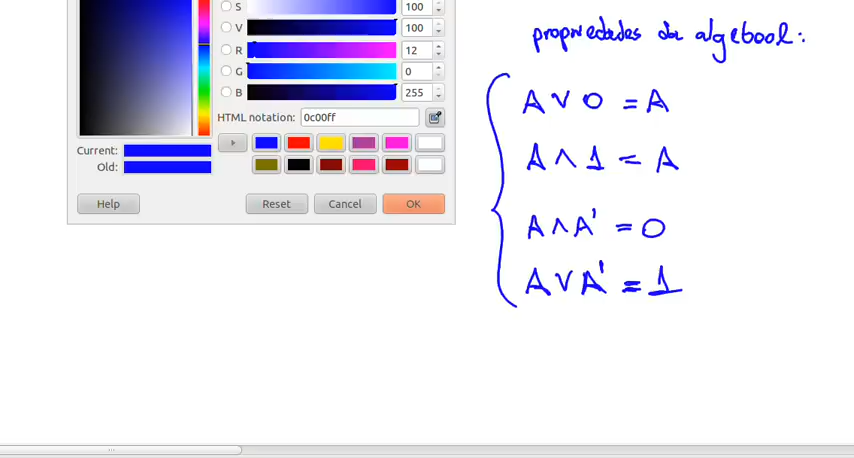 S 100
V 100
R 12
G 0
B 255
HTML notation: 0c00ff
Current:
Old:
Help Reset Cancel OK
propriedades da algebool:
A ∨ 0 = A
A ∧ 1 = A
A ∧ A' = 0
A ∨ A' = 1